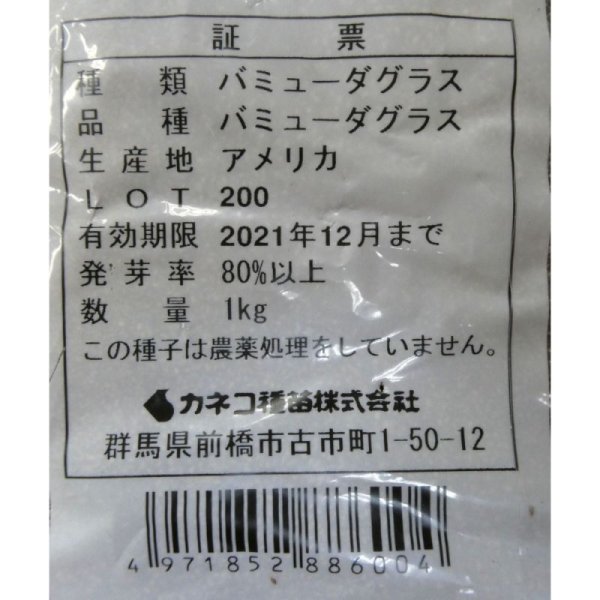 証票
種類 バミューダグラス
品種 バミューダグラス
生産地 アメリカ
LOT 200
有効期限 2021年12月まで
発芽率 80%以上
数量 1kg
この種子は農薬処理をしていません。
カネコ種苗株式会社
群馬県前橋市古市町1-50-12
4 971852 886004